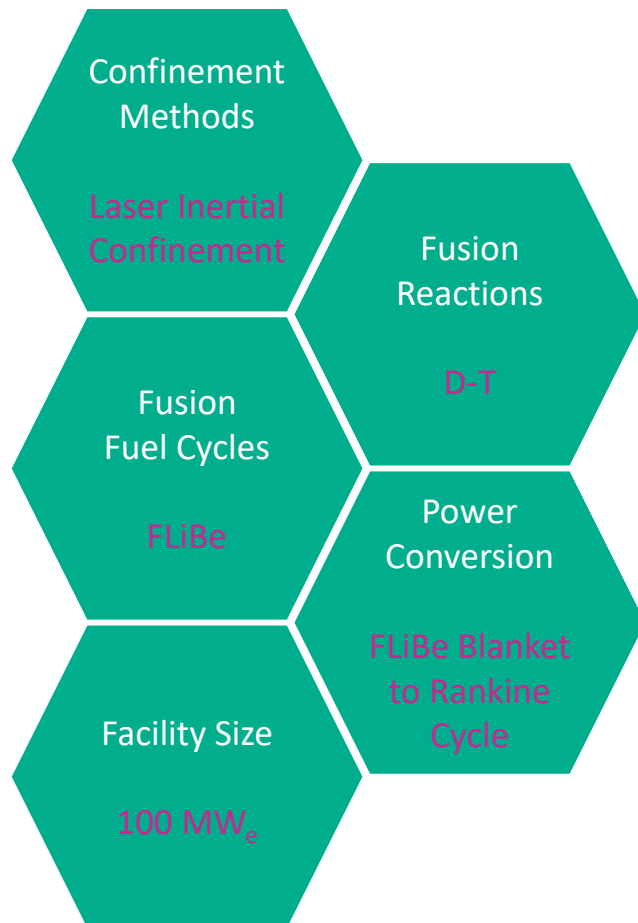 Confinement
Methods
Laser Inertial
Confinement
Fusion
Reactions
D-T
Fusion
Fuel Cycles
FLiBe
Power
Conversion
FLiBe Blanket
to Rankine
Cycle
Facility Size
100 MWe